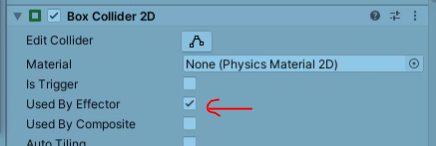 Box Collider 2D
Edit Collider
Material None (Physics Material 2D)
Is Trigger
Used By Effector
Used By Composite
Auto Tiling